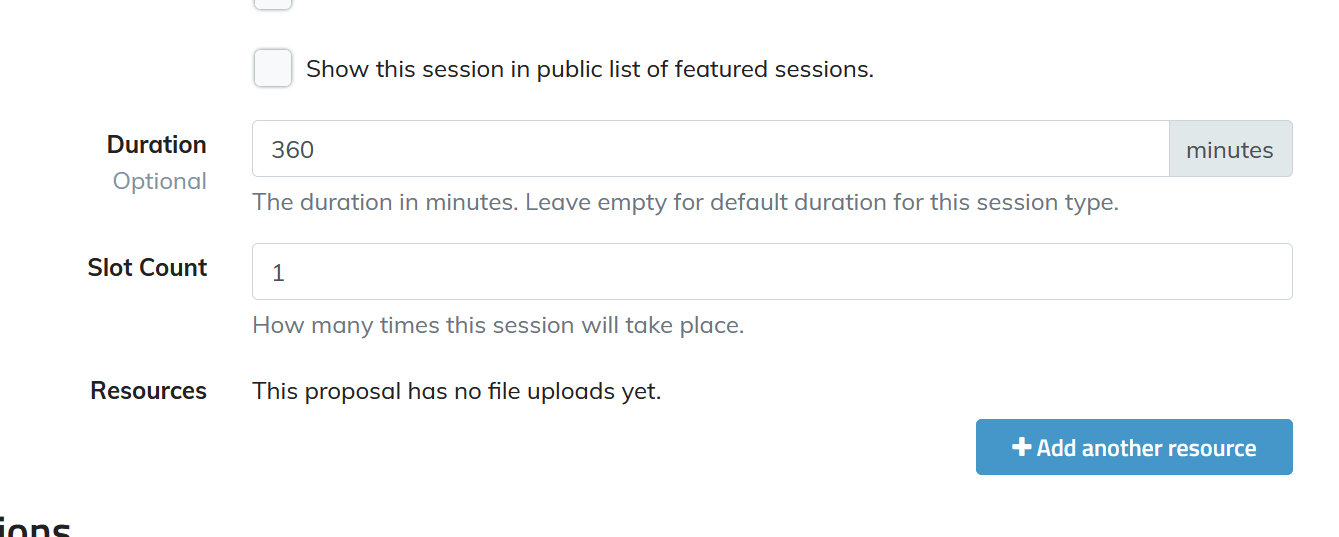 Show this session in public list of featured sessions.
Duration
Optional
360
minutes
The duration in minutes. Leave empty for default duration for this session type.
Slot Count
1
How many times this session will take place.
Resources
This proposal has no file uploads yet.
Add another resource
ions